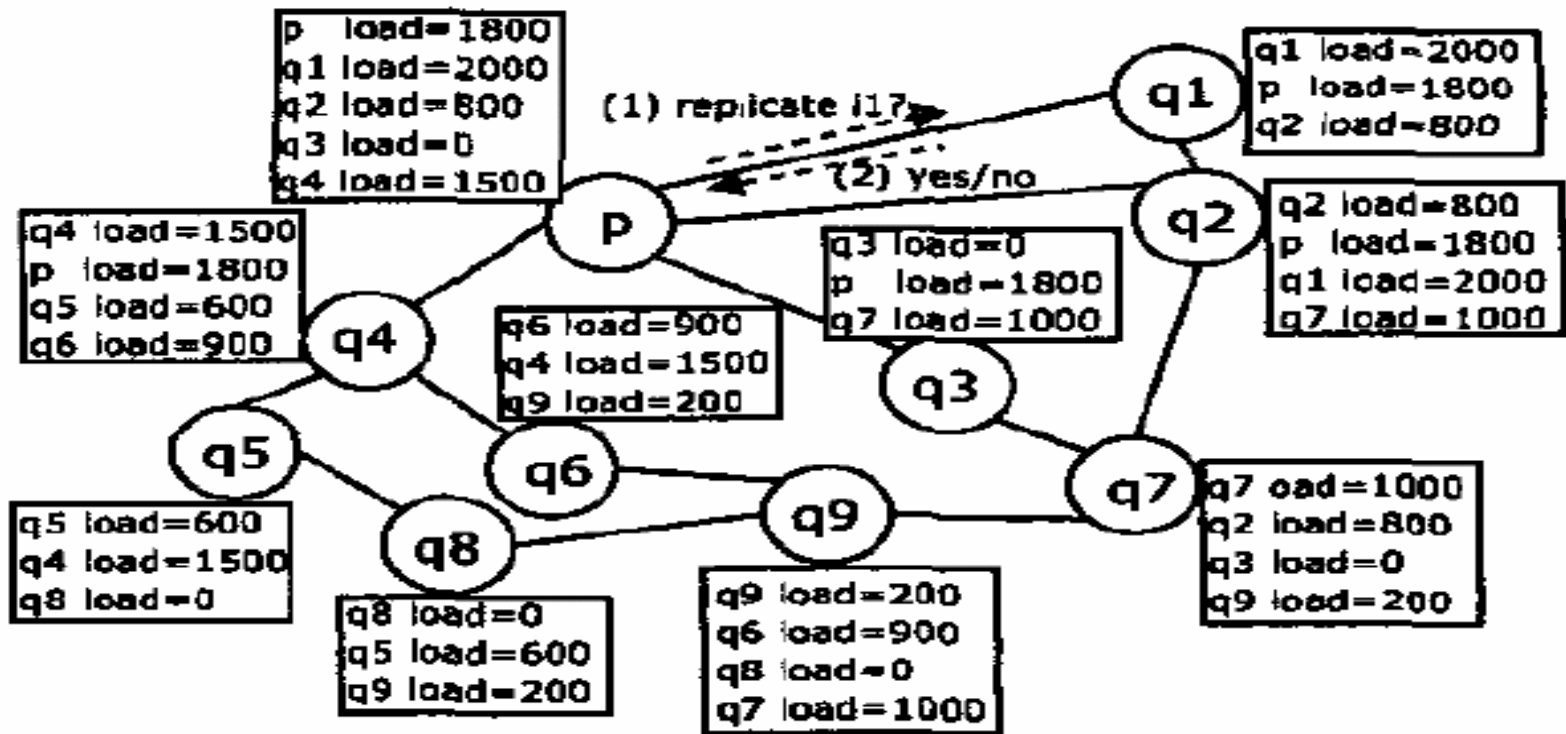 p load=1800
q1 load=2000
q2 load=800
q3 load=0
q4 load=1500
(1) replicate i1?
(2) yes/no
q1
q1 load=2000
p load=1800
q2 load=800
p
q2
q2 load=800
p load=1800
q1 load=2000
q7 load=1000
q4 load=1500
p load=1800
q5 load=600
q6 load=900
q4
q3 load=0
p load=1800
q7 load=1000
q6 load=900
q4 load=1500
q9 load=200
q3
q5
q6
q7
q7 oad=1000
q2 load=800
q3 load=0
q9 load=200
q5 load=600
q4 load=1500
q8 load=0
q8
q9
q8 load=0
q5 load=600
q9 load=200
q9 load=200
q6 load=900
q8 load=0
q7 load=1000